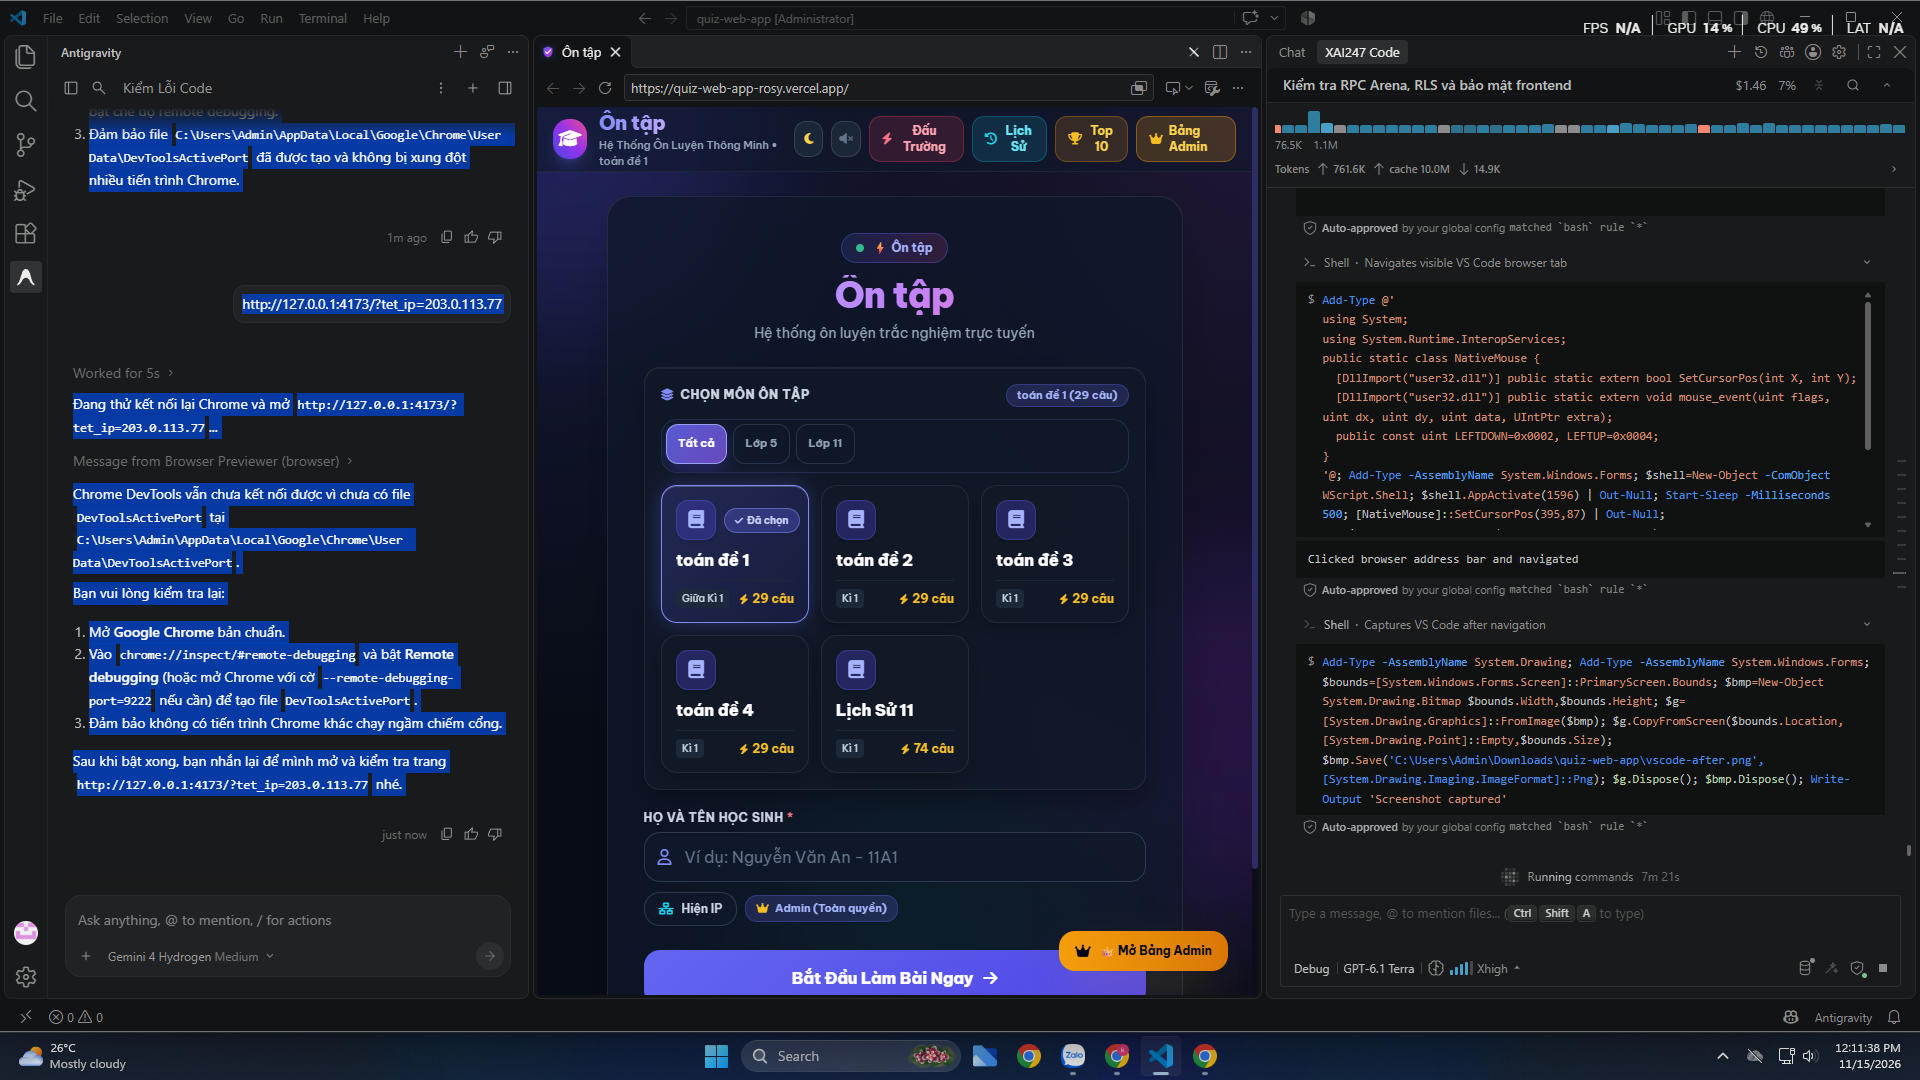 File Edit Selection View Go Run Terminal Help
quiz-web-app [Administrator]
FPS N/A GPU 14 % CPU 49 % LAT N/A
Antigravity
Kiểm Lỗi Code
bật chế độ remote debugging.
3. Đảm bảo file C:\Users\Admin\AppData\Local\Google\Chrome\User
Data\DevToolsActivePort đã được tạo và không bị xung đột
nhiều tiến trình Chrome.
1m ago
http://127.0.0.1:4173/?tet_ip=203.0.113.77
Worked for 5s
Đang thử kết nối lại Chrome và mở http://127.0.0.1:4173/?
tet_ip=203.0.113.77 …
Message from Browser Previewer (browser)
Chrome DevTools vẫn chưa kết nối được vì chưa có file
DevToolsActivePort tại
C:\Users\Admin\AppData\Local\Google\Chrome\User
Data\DevToolsActivePort .
Bạn vui lòng kiểm tra lại:
1. Mở Google Chrome bản chuẩn.
2. Vào chrome://inspect/#remote-debugging và bật Remote
debugging (hoặc mở Chrome với cờ --remote-debugging-
port=9222 nếu cần) để tạo file DevToolsActivePort .
3. Đảm bảo không có tiến trình Chrome khác chạy ngầm chiếm cổng.
Sau khi bật xong, bạn nhắn lại để mình mở và kiểm tra trang
http://127.0.0.1:4173/?tet_ip=203.0.113.77 nhé.
just now
Ask anything, @ to mention, / for actions
Gemini 4 Hydrogen Medium
Ôn tập
https://quiz-web-app-rosy.vercel.app/
Ôn tập
Hệ Thống Ôn Luyện Thông Minh •
toán đề 1
Đấu
Trường
Lịch
Sử
Top
10
Bảng
Admin
Ôn tập
Ôn tập
Hệ thống ôn luyện trắc nghiệm trực tuyến
CHỌN MÔN ÔN TẬP
toán đề 1 (29 câu)
Tất cả Lớp 5 Lớp 11
Đã chọn
toán đề 1 toán đề 2 toán đề 3
Giữa Kì 1 29 câu Kì 1 29 câu Kì 1 29 câu
toán đề 4 Lịch Sử 11
Kì 1 29 câu Kì 1 74 câu
HỌ VÀ TÊN HỌC SINH *
Ví dụ: Nguyễn Văn An - 11A1
Hiện IP Admin (Toàn quyền)
Mở Bảng Admin
Bắt Đầu Làm Bài Ngay
Chat XAI247 Code
Kiểm tra RPC Arena, RLS và bảo mật frontend $1.46 7%
76.5K 1.1M
Tokens ↑ 761.6K ↑ cache 10.0M ↓ 14.9K
Auto-approved by your global config matched `bash` rule `*`
Shell · Navigates visible VS Code browser tab
$ Add-Type @'
using System;
using System.Runtime.InteropServices;
public static class NativeMouse {
[DllImport("user32.dll")] public static extern bool SetCursorPos(int X, int Y);
[DllImport("user32.dll")] public static extern void mouse_event(uint flags,
uint dx, uint dy, uint data, UIntPtr extra);
public const uint LEFTDOWN=0x0002, LEFTUP=0x0004;
}
'@; Add-Type -AssemblyName System.Windows.Forms; $shell=New-Object -ComObject
WScript.Shell; $shell.AppActivate(1596) | Out-Null; Start-Sleep -Milliseconds
500; [NativeMouse]::SetCursorPos(395,87) | Out-Null;
Clicked browser address bar and navigated
Auto-approved by your global config matched `bash` rule `*`
Shell · Captures VS Code after navigation
$ Add-Type -AssemblyName System.Drawing; Add-Type -AssemblyName System.Windows.Forms;
$bounds=[System.Windows.Forms.Screen]::PrimaryScreen.Bounds; $bmp=New-Object
System.Drawing.Bitmap $bounds.Width,$bounds.Height; $g=
[System.Drawing.Graphics]::FromImage($bmp); $g.CopyFromScreen($bounds.Location,
[System.Drawing.Point]::Empty,$bounds.Size);
$bmp.Save('C:\Users\Admin\Downloads\quiz-web-app\vscode-after.png',
[System.Drawing.Imaging.ImageFormat]::Png); $g.Dispose(); $bmp.Dispose(); Write-
Output 'Screenshot captured'
Auto-approved by your global config matched `bash` rule `*`
Running commands 7m 21s
Type a message, @ to mention files... (Ctrl Shift A to type)
Debug GPT-6.1 Terra Xhigh
0 0
Antigravity
26°C
Mostly cloudy
Search
Zalo
12:11:38 PM
11/15/2026